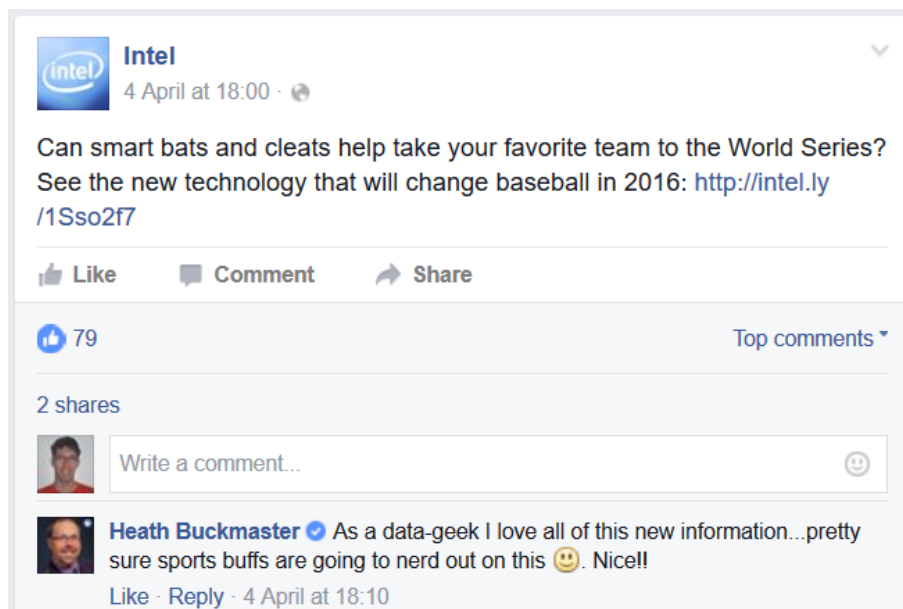 intel
Intel
4 April at 18:00 ·
Can smart bats and cleats help take your favorite team to the World Series?
See the new technology that will change baseball in 2016: http://intel.ly
/1Sso2f7
Like Comment Share
79 Top comments
2 shares
Write a comment...
Heath Buckmaster As a data-geek I love all of this new information...pretty
sure sports buffs are going to nerd out on this 🙂. Nice!!
Like · Reply · 4 April at 18:10